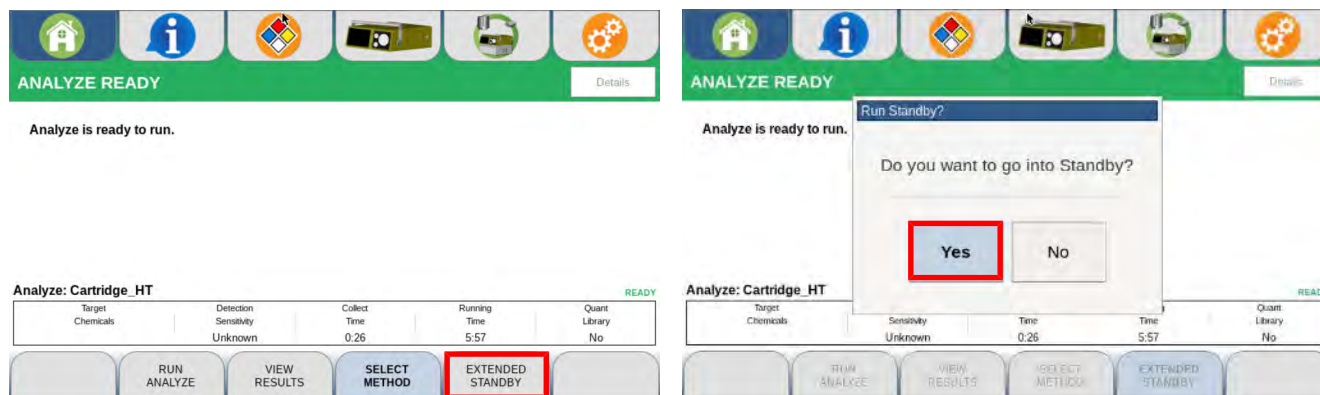 ANALYZE READY
Details
Analyze is ready to run.
Analyze: Cartridge_HT
READY
Target Chemicals
Detection Sensitivity
Collect Time
Running Time
Quant Library
Unknown
0:26
5:57
No
RUN ANALYZE
VIEW RESULTS
SELECT METHOD
EXTENDED STANDBY
ANALYZE READY
Details
Analyze is ready to run.
Run Standby?
Do you want to go into Standby?
Yes
No
Analyze: Cartridge_HT
READ
Target Chemicals
Sensitivity
Time
Time
Quant Library
Unknown
0:26
5:57
No
RUN ANALYZE
VIEW RESULTS
SELECT METHOD
EXTENDED STANDBY